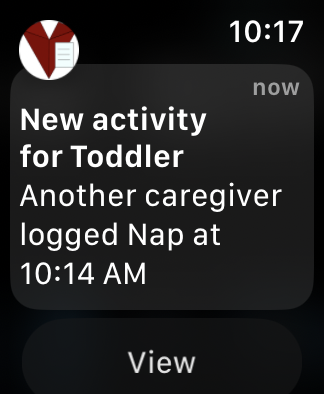 10:17
now
New activity
for Toddler
Another caregiver
logged Nap at
10:14 AM
View